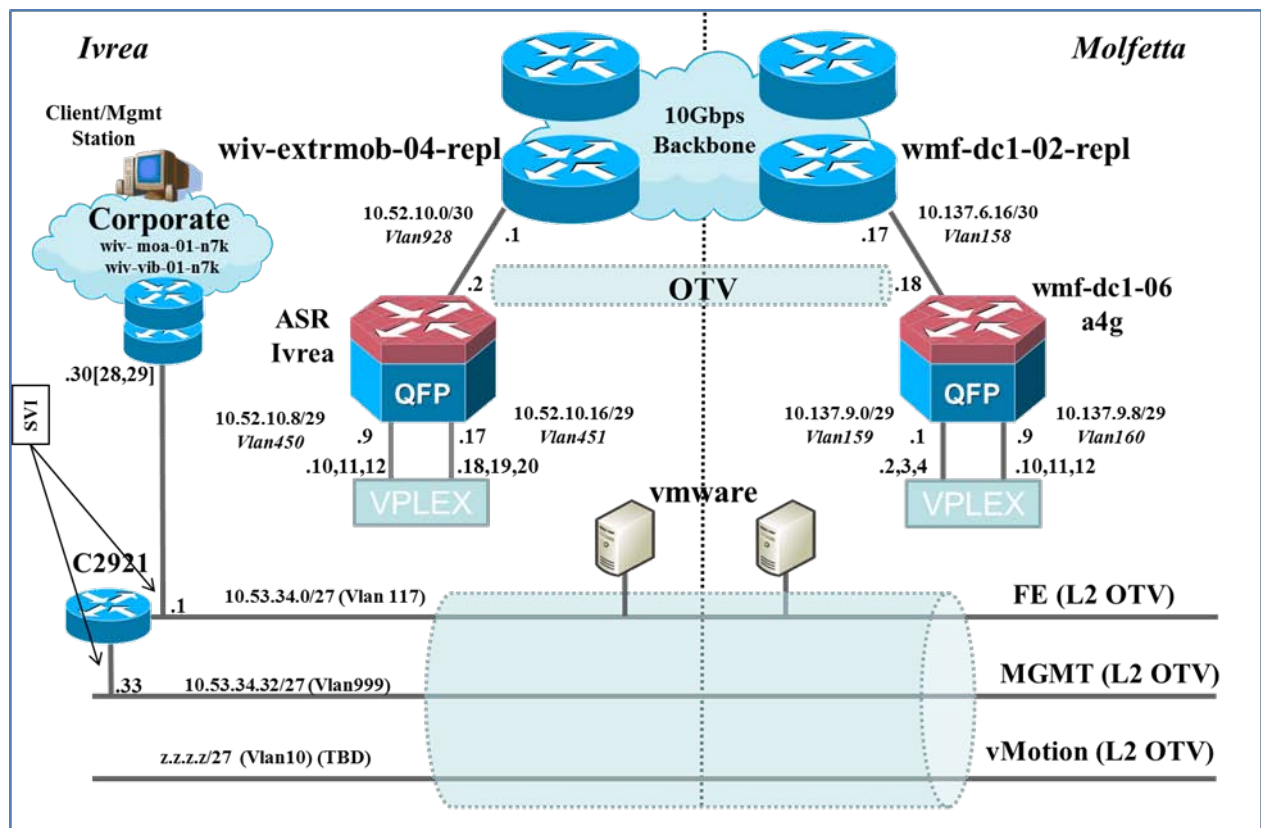 Ivrea
Molfetta
Client/Mgmt
Station
10Gbps
Backbone
wiv-extrmob-04-repl
wmf-dc1-02-repl
Corporate
wiv- moa-01-n7k
wiv-vib-01-n7k
10.52.10.0/30
Vlan928
.1
10.137.6.16/30
.17
Vlan158
.2
OTV
.18
wmf-dc1-06
a4g
ASR
Ivrea
.30[28,29]
QFP
QFP
SVI
10.52.10.8/29
Vlan450
.9
.17
10.52.10.16/29
Vlan451
10.137.9.0/29
Vlan159
.1
.9
10.137.9.8/29
Vlan160
.10,11,12
.18,19,20
.2,3,4
.10,11,12
VPLEX
vmware
VPLEX
C2921
.1
10.53.34.0/27 (Vlan 117)
FE (L2 OTV)
.33
10.53.34.32/27 (Vlan999)
MGMT (L2 OTV)
z.z.z.z/27 (Vlan10) (TBD)
vMotion (L2 OTV)